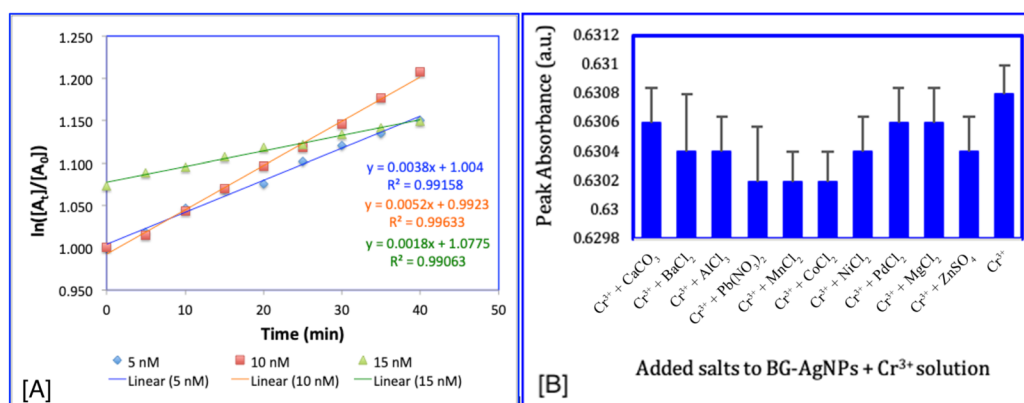 1.250
1.200
1.150
1.100
1.050
1.000
0.950
ln([Aₜ]/[A₀])
y = 0.0038x + 1.004
R² = 0.99158
y = 0.0052x + 0.9923
R² = 0.99633
y = 0.0018x + 1.0775
R² = 0.99063
0 10 20 30 40 50
Time (min)
5 nM 10 nM 15 nM
Linear (5 nM) Linear (10 nM) Linear (15 nM)
[A]
0.6312
0.631
0.6308
0.6306
0.6304
0.6302
0.63
0.6298
Peak Absorbance (a.u.)
Cr³⁺ + CaCO₃
Cr³⁺ + BaCl₂
Cr³⁺ + AlCl₃
Cr³⁺ + Pb(NO₃)₂
Cr³⁺ + MnCl₂
Cr³⁺ + CoCl₂
Cr³⁺ + NiCl₂
Cr³⁺ + PdCl₂
Cr³⁺ + MgCl₂
Cr³⁺ + ZnSO₄
Cr³⁺
Added salts to BG-AgNPs + Cr³⁺ solution
[B]